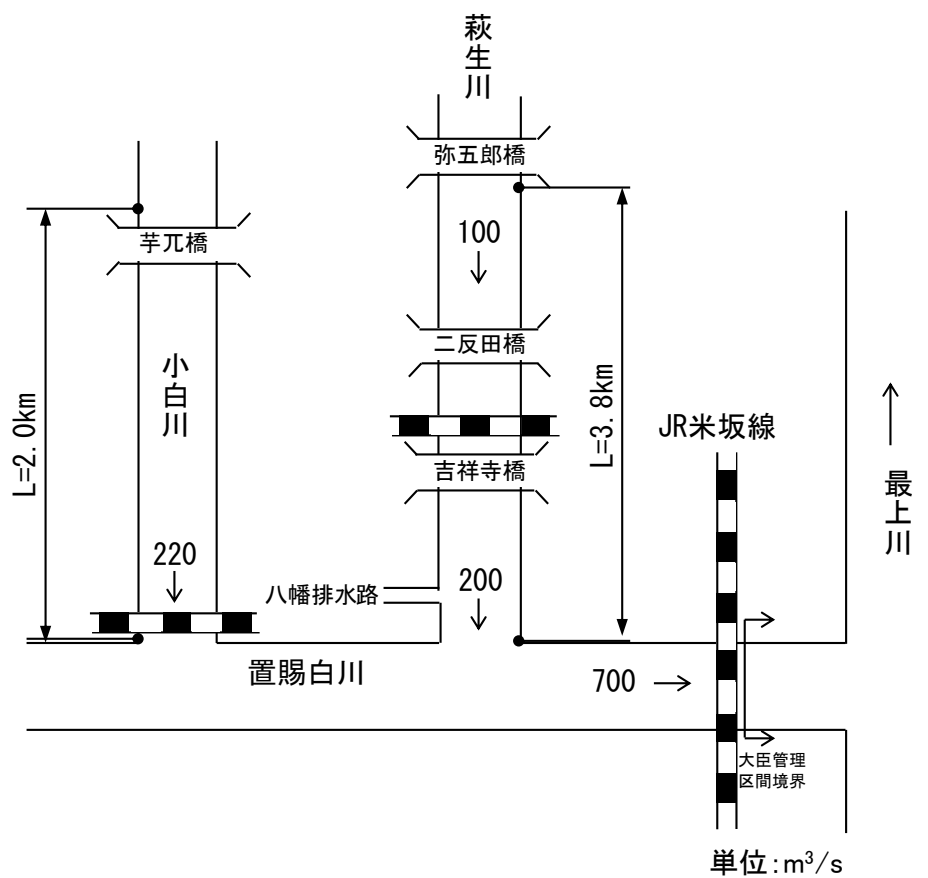 萩生川
弥五郎橋
100
芋兀橋
二反田橋
小白川
L=2.0km
L=3.8km
JR米坂線
吉祥寺橋
最上川
220
八幡排水路
200
置賜白川
700
大臣管理
区間境界
単位:m³/s